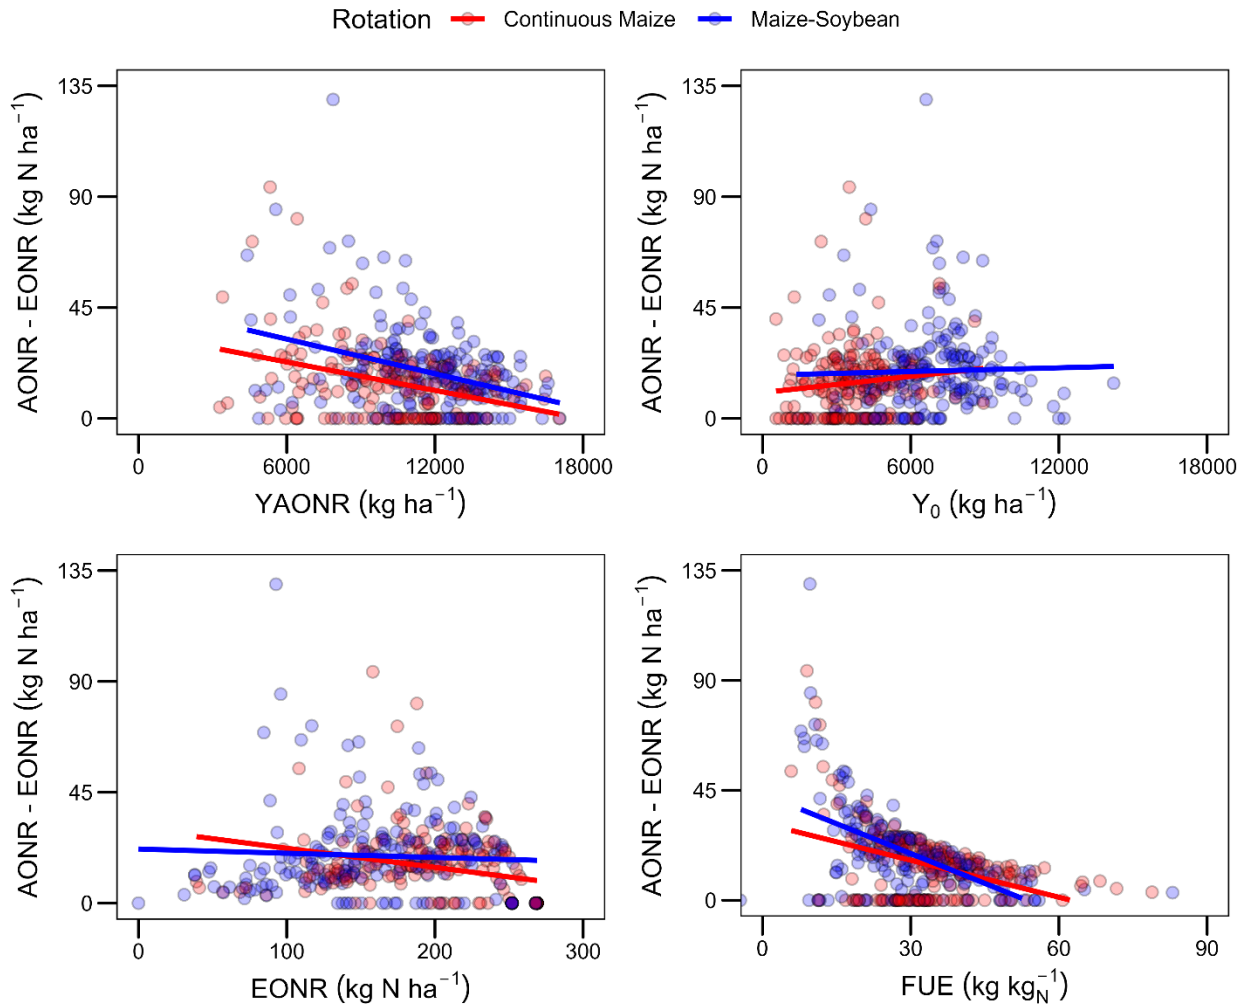 Rotation Continuous Maize Maize-Soybean
AONR - EONR (kg N ha⁻¹)
135
90
45
0
0 6000 12000 18000
YAONR (kg ha⁻¹)
AONR - EONR (kg N ha⁻¹)
135
90
45
0
0 6000 12000 18000
Y₀ (kg ha⁻¹)
AONR - EONR (kg N ha⁻¹)
135
90
45
0
0 100 200 300
EONR (kg N ha⁻¹)
AONR - EONR (kg N ha⁻¹)
135
90
45
0
0 30 60 90
FUE (kg kg_N⁻¹)